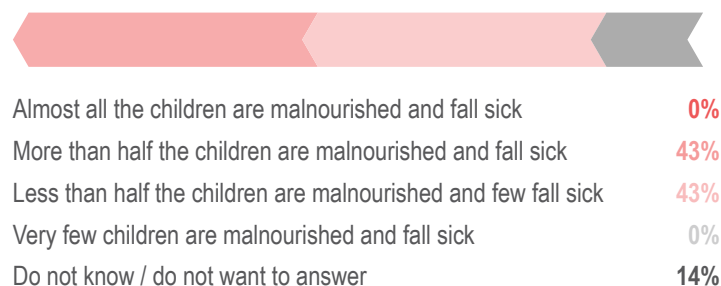 Almost all the children are malnourished and fall sick 0%
More than half the children are malnourished and fall sick 43%
Less than half the children are malnourished and few fall sick 43%
Very few children are malnourished and fall sick 0%
Do not know / do not want to answer 14%